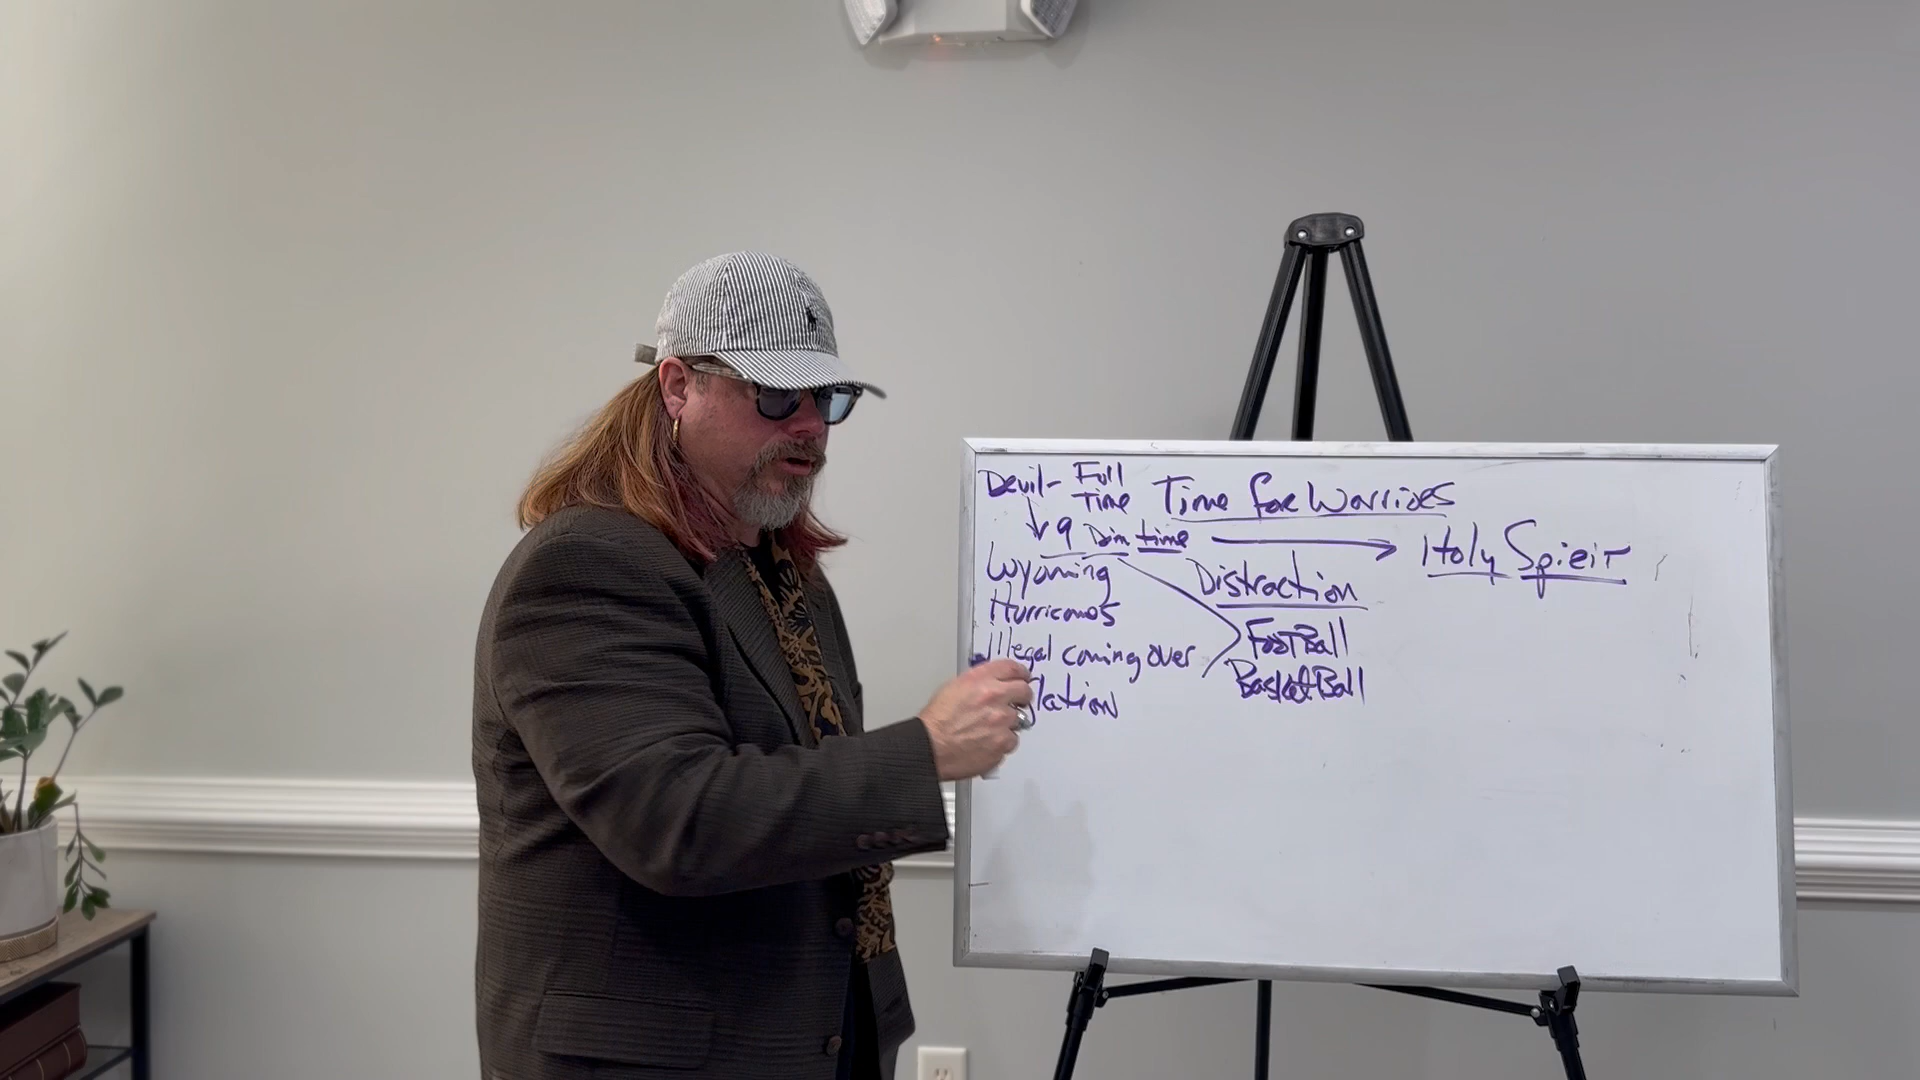 Devil- Full Time
Time for Warriors
9 Dim time
Holy Spirit
Wyoming
Hurricanes
illegal coming over
Distraction
FootBall
BasketBall